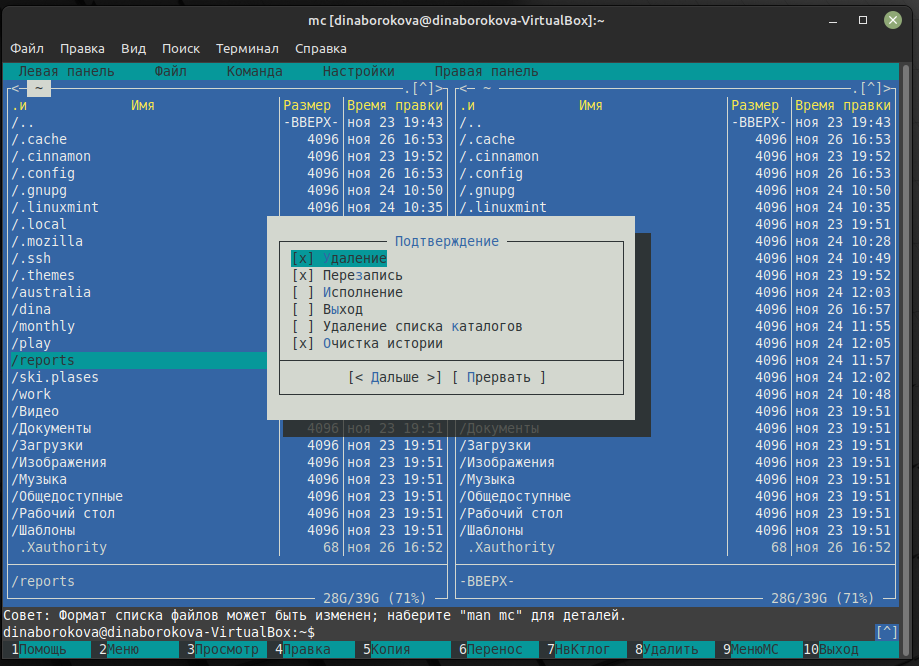 mc [dinaborokova@dinaborokova-VirtualBox]:~
Файл Правка Вид Поиск Терминал Справка
Левая панель Файл Команда Настройки Правая панель
<─ ~ ─.[^]>┐ ┌<─ ~ ─.[^]>
.и Имя Размер Время правки .и Имя Размер Время правки
/.. -ВВЕРХ- ноя 23 19:43 /.. -ВВЕРХ- ноя 23 19:43
/.cache 4096 ноя 26 16:53 /.cache 4096 ноя 26 16:53
/.cinnamon 4096 ноя 23 19:52 /.cinnamon 4096 ноя 23 19:52
/.config 4096 ноя 26 16:53 /.config 4096 ноя 26 16:53
/.gnupg 4096 ноя 24 10:50 /.gnupg 4096 ноя 24 10:50
/.linuxmint 4096 ноя 24 10:35 /.linuxmint 4096 ноя 24 10:35
/.local 4096 ноя 23 19:51
/.mozilla Подтверждение 4096 ноя 24 10:28
/.ssh [x] Удаление 4096 ноя 24 10:49
/.themes [x] Перезапись 4096 ноя 23 19:52
/australia [ ] Исполнение 4096 ноя 24 12:03
/dina [ ] Выход 4096 ноя 26 16:57
/monthly [ ] Удаление списка каталогов 4096 ноя 24 11:55
/play [x] Очистка истории 4096 ноя 24 12:05
/reports 4096 ноя 24 11:57
/ski.plases [< Дальше >] [ Прервать ] 4096 ноя 24 12:02
/work 4096 ноя 24 10:48
/Видео 4096 ноя 23 19:51
/Документы 4096 ноя 23 19:51 /Документы 4096 ноя 23 19:51
/Загрузки 4096 ноя 23 19:51 /Загрузки 4096 ноя 23 19:51
/Изображения 4096 ноя 23 19:51 /Изображения 4096 ноя 23 19:51
/Музыка 4096 ноя 23 19:51 /Музыка 4096 ноя 23 19:51
/Общедоступные 4096 ноя 23 19:51 /Общедоступные 4096 ноя 23 19:51
/Рабочий стол 4096 ноя 23 19:51 /Рабочий стол 4096 ноя 23 19:51
/Шаблоны 4096 ноя 23 19:51 /Шаблоны 4096 ноя 23 19:51
.Xauthority 68 ноя 26 16:52 .Xauthority 68 ноя 26 16:52
/reports -ВВЕРХ-
28G/39G (71%) 28G/39G (71%)
Совет: Формат списка файлов может быть изменен; наберите "man mc" для деталей.
dinaborokova@dinaborokova-VirtualBox:~$ [^]
1Помощь 2Меню 3Просмотр 4Правка 5Копия 6Перенос 7НвКтлог 8Удалить 9МенюМС 10Выход